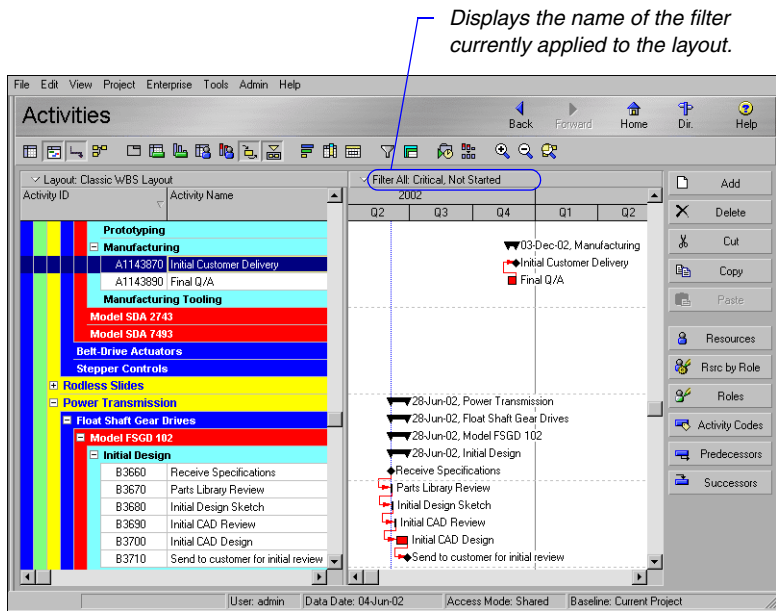 Displays the name of the filter
currently applied to the layout.
File Edit View Project Enterprise Tools Admin Help
Activities
Back Forward Home Dir. Help
Layout: Classic WBS Layout
Filter All: Critical, Not Started
Activity ID Activity Name
2002
Q2 Q3 Q4 Q1 Q2
Prototyping
Manufacturing
03-Dec-02, Manufacturing
A1143870 Initial Customer Delivery
Initial Customer Delivery
A1143890 Final Q/A
Final Q/A
Manufacturing Tooling
Model SDA 2743
Model SDA 7493
Belt-Drive Actuators
Stepper Controls
Rodless Slides
Power Transmission
28-Jun-02, Power Transmission
Float Shaft Gear Drives
28-Jun-02, Float Shaft Gear Drives
Model FSGD 102
28-Jun-02, Model FSGD 102
Initial Design
28-Jun-02, Initial Design
B3660 Receive Specifications
Receive Specifications
B3670 Parts Library Review
Parts Library Review
B3680 Initial Design Sketch
Initial Design Sketch
B3690 Initial CAD Review
Initial CAD Review
B3700 Initial CAD Design
Initial CAD Design
B3710 Send to customer for initial review
Send to customer for initial review
Add
Delete
Cut
Copy
Paste
Resources
Rsrc by Role
Roles
Activity Codes
Predecessors
Successors
User: admin Data Date: 04-Jun-02 Access Mode: Shared Baseline: Current Project